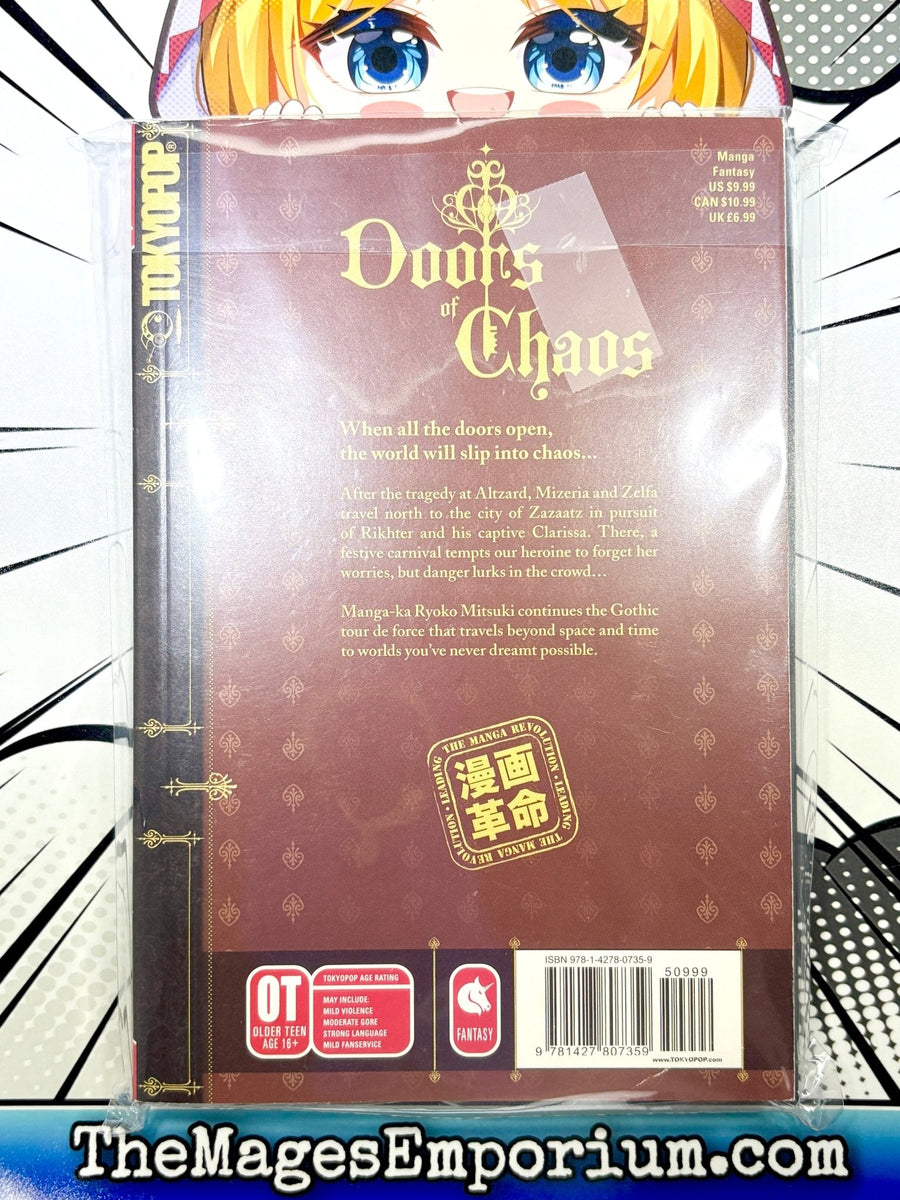 TOKYOPOP®
Manga
Fantasy
US $9.99
CAN $10.99
UK £6.99
Doors
of
Chaos
When all the doors open,
the world will slip into chaos...
After the tragedy at Altzard, Mizeria and Zelfa
travel north to the city of Zazaatz in pursuit
of Rikhter and his captive Clarissa. There, a
festive carnival tempts our heroine to forget her
worries, but danger lurks in the crowd...
Manga-ka Ryoko Mitsuki continues the Gothic
tour de force that travels beyond space and time
to worlds you've never dreamt possible.
LEADING THE MANGA REVOLUTION • LEADING THE MANGA REVOLUTION •
漫画
革命
OT
OLDER TEEN
AGE 16+
TOKYOPOP AGE RATING
MAY INCLUDE:
MILD VIOLENCE
MODERATE GORE
STRONG LANGUAGE
MILD FANSERVICE
FANTASY
ISBN 978-1-4278-0735-9
50999
9 781427 807359
www.TOKYOPOP.com
TheMagesEmporium.com